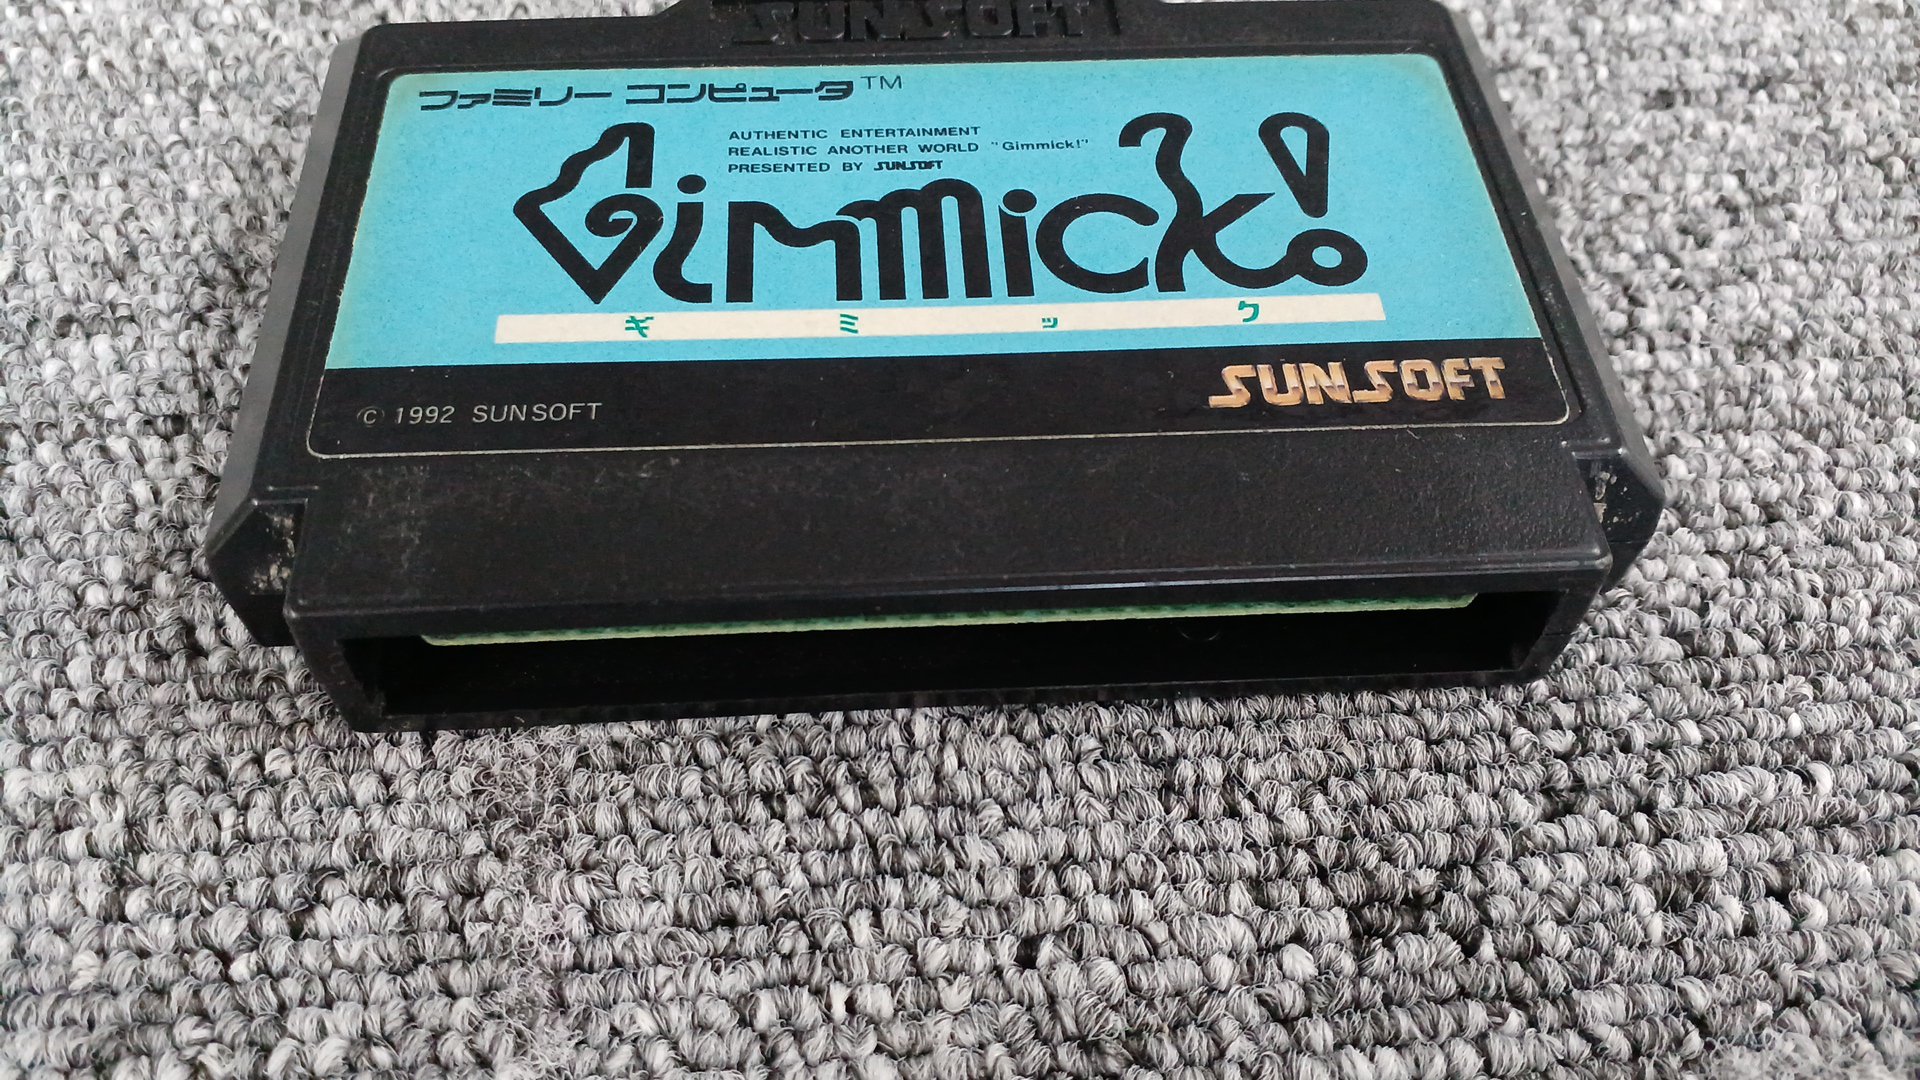 SUNSOFT
ファミリー コンピュータ™
AUTHENTIC ENTERTAINMENT
REALISTIC ANOTHER WORLD "Gimmick!"
PRESENTED BY SUNSOFT
Gimmick!
ギミック
© 1992 SUNSOFT
SUNSOFT